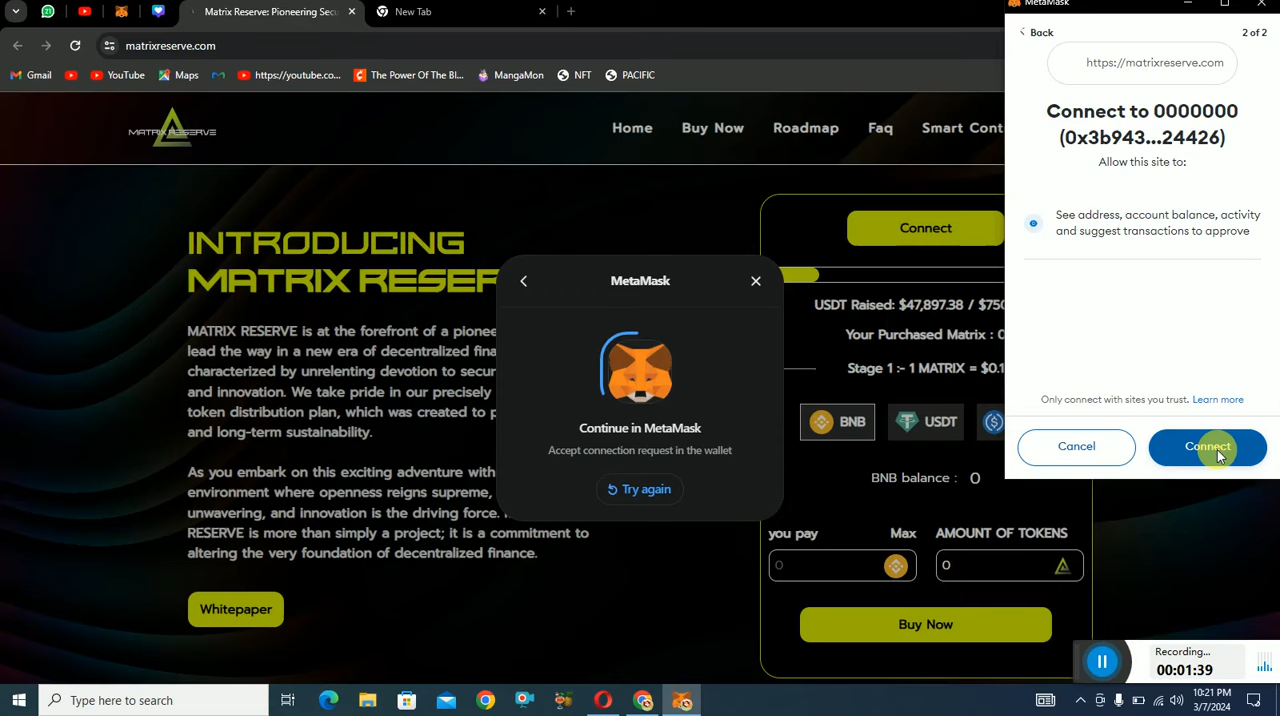 Matrix Reserve: Pioneering Secu
New Tab
MetaMask
matrixreserve.com
Back
2 of 2
Gmail
YouTube
Maps
https://youtube.co...
The Power Of The Bl...
MangaMon
NFT
PACIFIC
https://matrixreserve.com
MATRIX RESERVE
Home
Buy Now
Roadmap
Faq
Smart Cont
Connect to 0000000
(0x3b943...24426)
Allow this site to:
See address, account balance, activity
and suggest transactions to approve
Only connect with sites you trust. Learn more
Cancel
Connect
INTRODUCING
MATRIX RESER
MATRIX RESERVE is at the forefront of a pionee
lead the way in a new era of decentralized fina
characterized by unrelenting devotion to secur
and innovation. We take pride in our precisely
token distribution plan, which was created to p
and long-term sustainability.
As you embark on this exciting adventure with
environment where openness reigns supreme,
unwavering, and innovation is the driving force.
RESERVE is more than simply a project; it is a commitment to
altering the very foundation of decentralized finance.
Whitepaper
MetaMask
Continue in MetaMask
Accept connection request in the wallet
Try again
Connect
USDT Raised: $47,897.38 / $750
Your Purchased Matrix : 0
Stage 1 :- 1 MATRIX = $0.1
BNB
USDT
BNB balance : 0
you pay
Max
AMOUNT OF TOKENS
0
0
Buy Now
Recording...
00:01:39
Type here to search
10:21 PM
3/7/2024